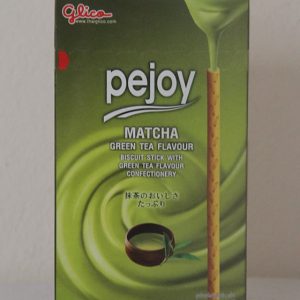 glico
www.thaiglico.com
pejoy
MATCHA
GREEN TEA FLAVOUR
BISCUIT STICK WITH
GREEN TEA FLAVOUR
CONFECTIONERY
抹茶のおいしさ
たっぷり